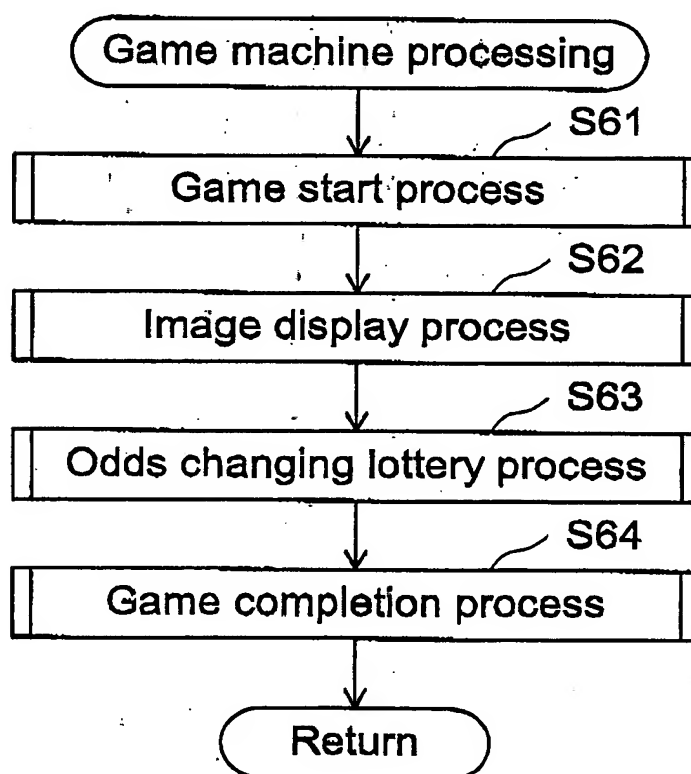 Game machine processing
S61
Game start process
S62
Image display process
S63
Odds changing lottery process
S64
Game completion process
Return